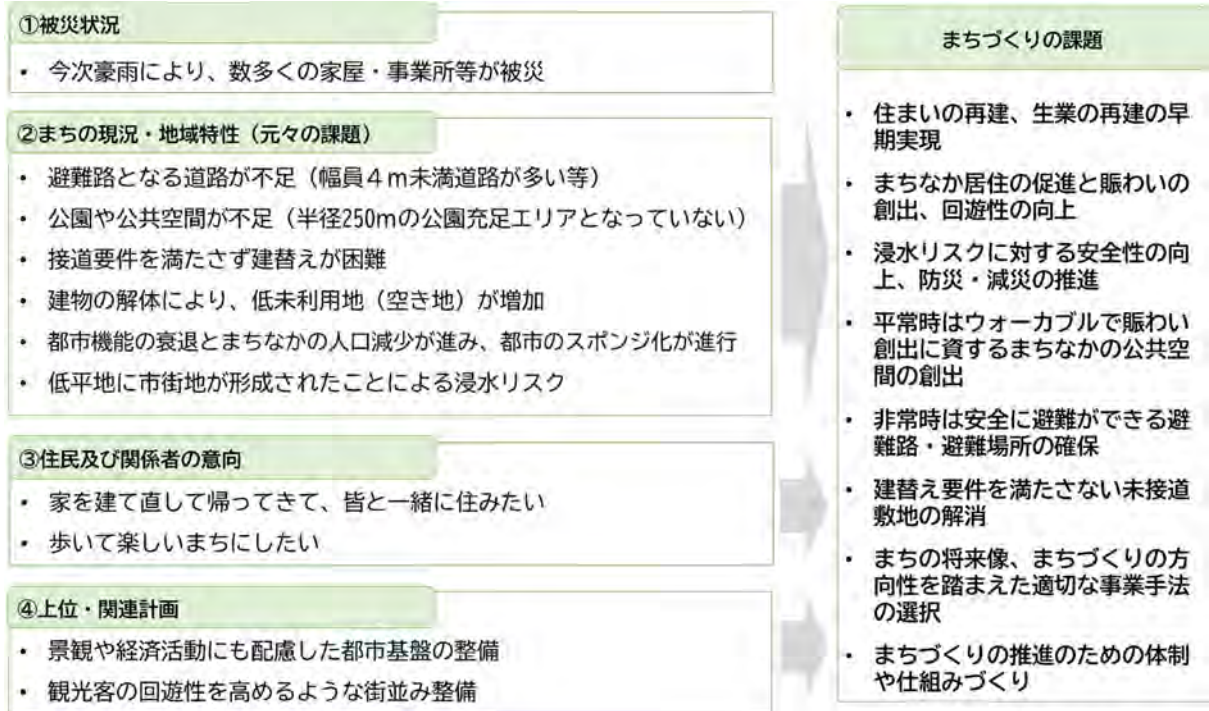 ①被災状況
・ 今次豪雨により、数多くの家屋・事業所等が被災
②まちの現況・地域特性（元々の課題）
・ 避難路となる道路が不足（幅員４ｍ未満道路が多い等）
・ 公園や公共空間が不足（半径250mの公園充足エリアとなっていない）
・ 接道要件を満たさず建替えが困難
・ 建物の解体により、低未利用地（空き地）が増加
・ 都市機能の衰退とまちなかの人口減少が進み、都市のスポンジ化が進行
・ 低平地に市街地が形成されたことによる浸水リスク
③住民及び関係者の意向
・ 家を建て直して帰ってきて、皆と一緒に住みたい
・ 歩いて楽しいまちにしたい
④上位・関連計画
・ 景観や経済活動にも配慮した都市基盤の整備
・ 観光客の回遊性を高めるような街並み整備
まちづくりの課題
・ 住まいの再建、生業の再建の早
期実現
・ まちなか居住の促進と賑わいの
創出、回遊性の向上
・ 浸水リスクに対する安全性の向
上、防災・減災の推進
・ 平常時はウォーカブルで賑わい
創出に資するまちなかの公共空
間の創出
・ 非常時は安全に避難ができる避
難路・避難場所の確保
・ 建替え要件を満たさない未接道
敷地の解消
・ まちの将来像、まちづくりの方
向性を踏まえた適切な事業手法
の選択
・ まちづくりの推進のための体制
や仕組みづくり